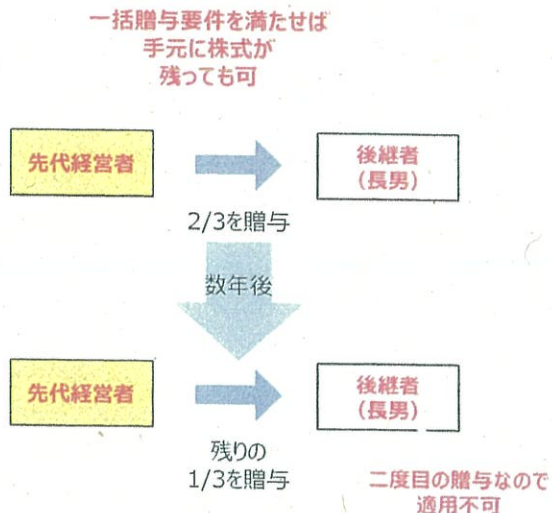 一括贈与要件を満たせば
手元に株式が
残っても可
先代経営者
後継者
(長男)
2/3を贈与
数年後
先代経営者
後継者
(長男)
残りの
1/3を贈与
二度目の贈与なので
適用不可